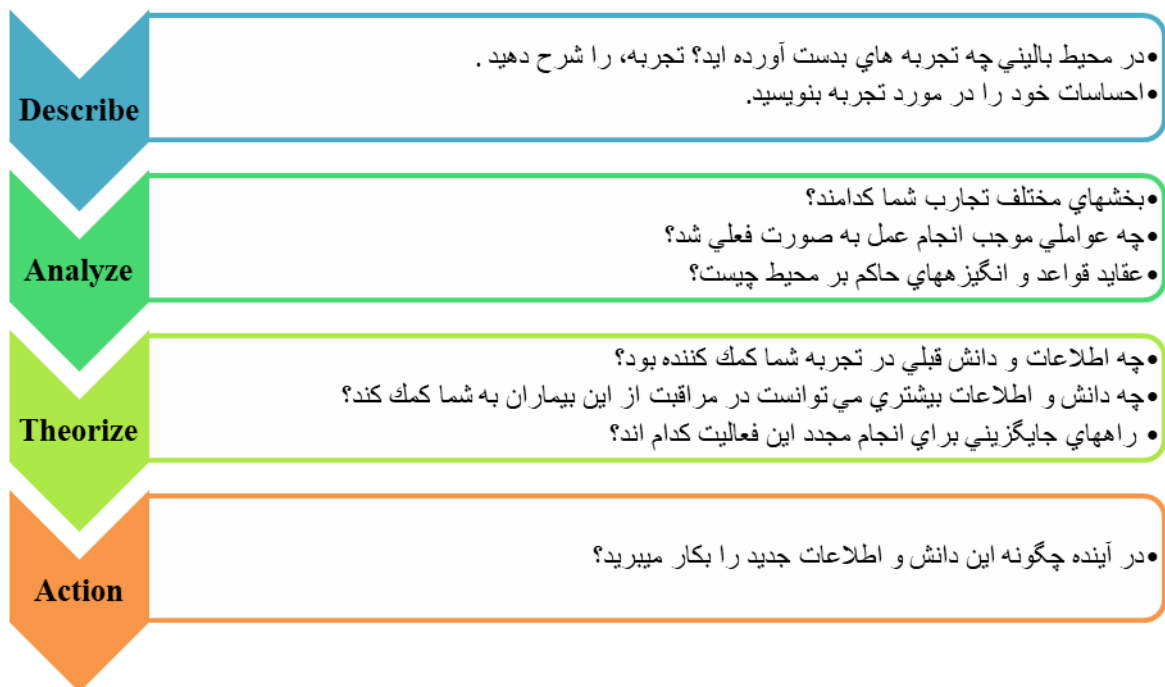 Describe
•در محيط باليني چه تجربه هاي بدست آورده ايد؟ تجربه، را شرح دهيد .
•احساسات خود را در مورد تجربه بنويسيد.
Analyze
•بخشهاي مختلف تجارب شما كدامند؟
•چه عواملي موجب انجام عمل به صورت فعلي شد؟
•عقايد قواعد و انگيزههاي حاكم بر محيط چيست؟
Theorize
•چه اطلاعات و دانش قبلي در تجربه شما كمك كننده بود؟
•چه دانش و اطلاعات بيشتري مي توانست در مراقبت از اين بيماران به شما كمك كند؟
• راههاي جايگزيني براي انجام مجدد اين فعاليت كدام اند؟
Action
•در آينده چگونه اين دانش و اطلاعات جديد را بكار ميبريد؟